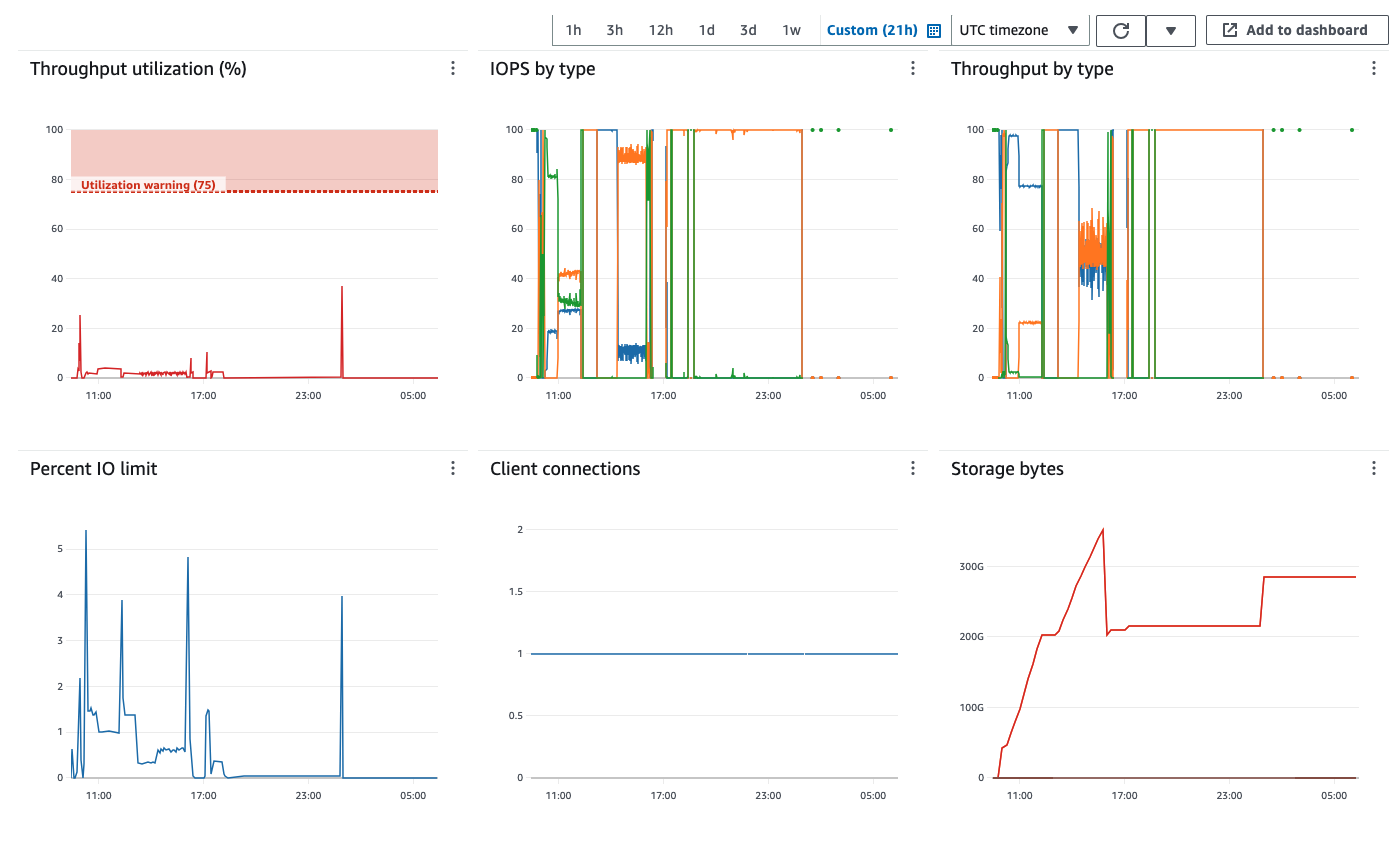 1h 3h 12h 1d 3d 1w Custom (21h) UTC timezone Add to dashboard
Throughput utilization (%)
100
80
60
40
20
0
Utilization warning (75)
11:00 17:00 23:00 05:00
IOPS by type
100
80
60
40
20
0
11:00 17:00 23:00 05:00
Throughput by type
100
80
60
40
20
0
11:00 17:00 23:00 05:00
Percent IO limit
5
4
3
2
1
0
11:00 17:00 23:00 05:00
Client connections
2
1.5
1
0.5
0
11:00 17:00 23:00 05:00
Storage bytes
300G
200G
100G
0
11:00 17:00 23:00 05:00